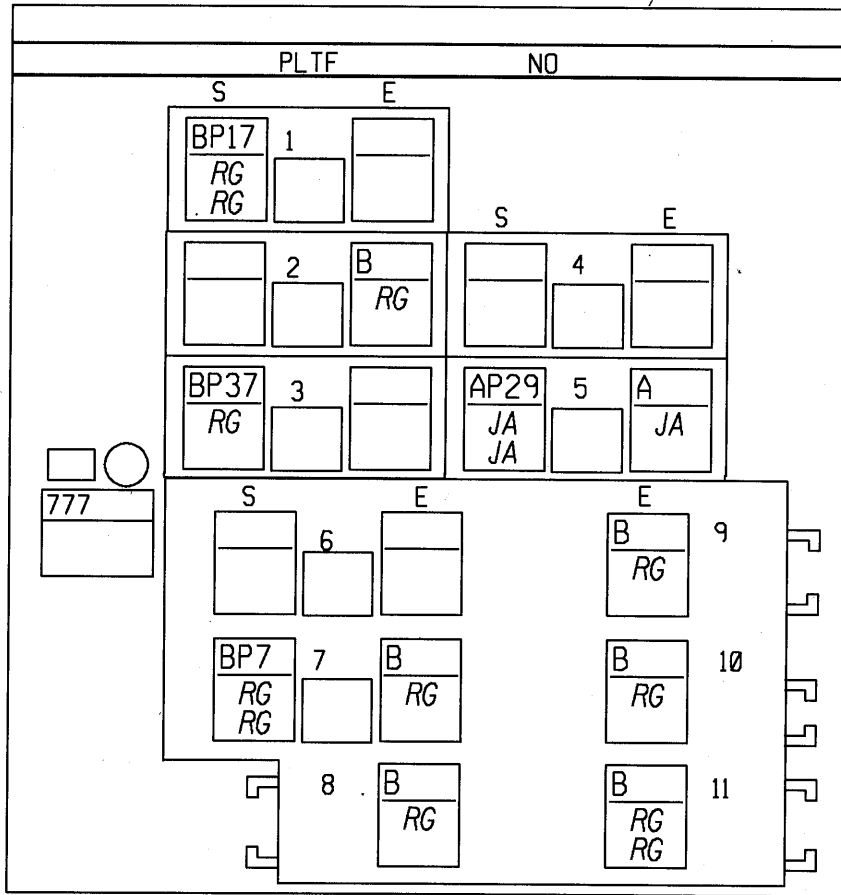 PLTF NO
S E
BP17 1
RG
RG
S E
2 B 4
RG
BP37 3 AP29 5 A
RG JA JA
JA
777
S E E
6 B 9
RG
BP7 7 B B 10
RG RG RG
RG
8 B B 11
RG RG
RG